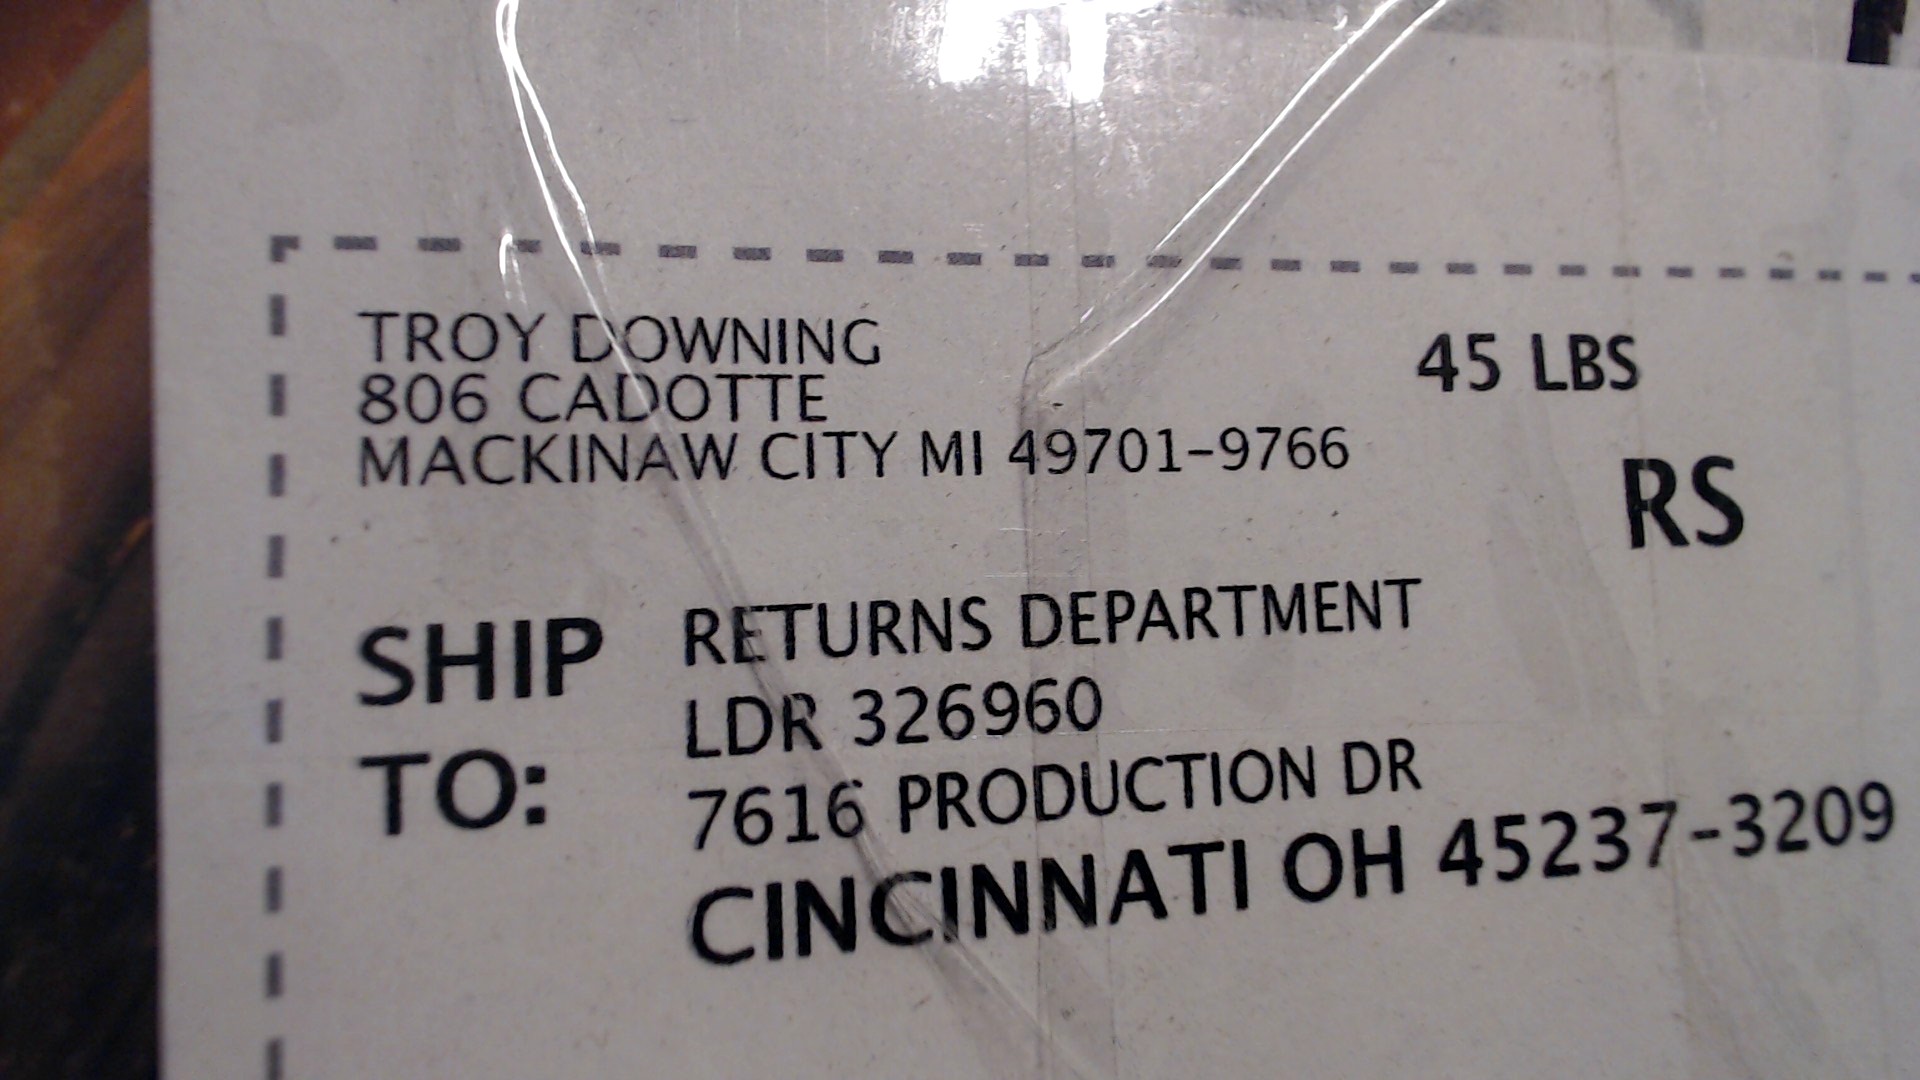 TROY DOWNING
806 CADOTTE
MACKINAW CITY MI 49701-9766
45 LBS
RS
SHIP TO:
RETURNS DEPARTMENT
LDR 326960
7616 PRODUCTION DR
CINCINNATI OH 45237-3209